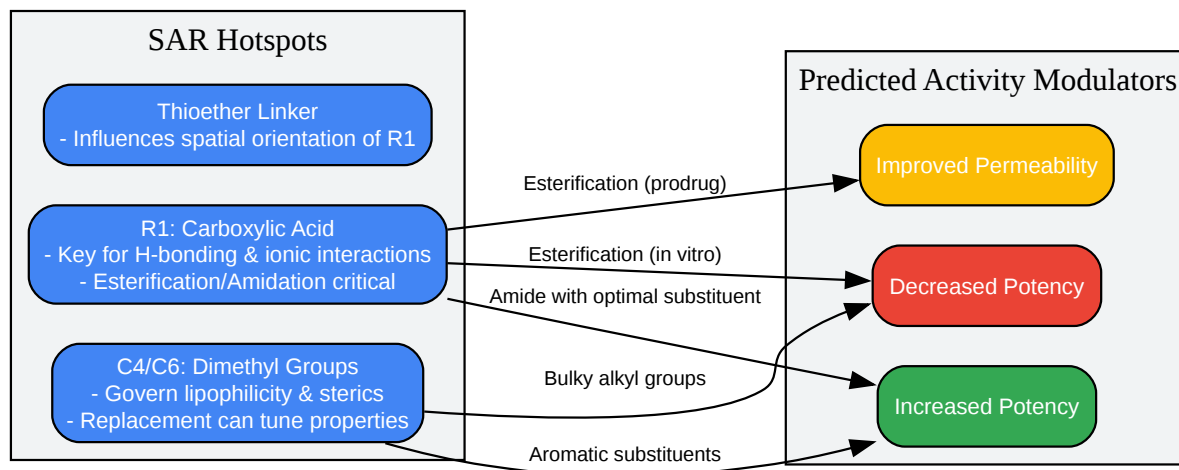 SAR Hotspots
Thioether Linker
- Influences spatial orientation of R1
R1: Carboxylic Acid
- Key for H-bonding & ionic interactions
- Esterification/Amidation critical
C4/C6: Dimethyl Groups
- Govern lipophilicity & sterics
- Replacement can tune properties
Esterification (prodrug)
Esterification (in vitro)
Amide with optimal substituent
Bulky alkyl groups
Aromatic substituents
Predicted Activity Modulators
Improved Permeability
Decreased Potency
Increased Potency